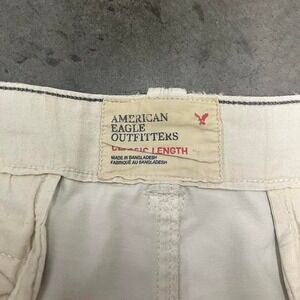 AMERICAN
EAGLE
OUTFITTERS
LENGTH
MADE IN BANGLADESH
FABRIQUÉ AU BANGLADESH